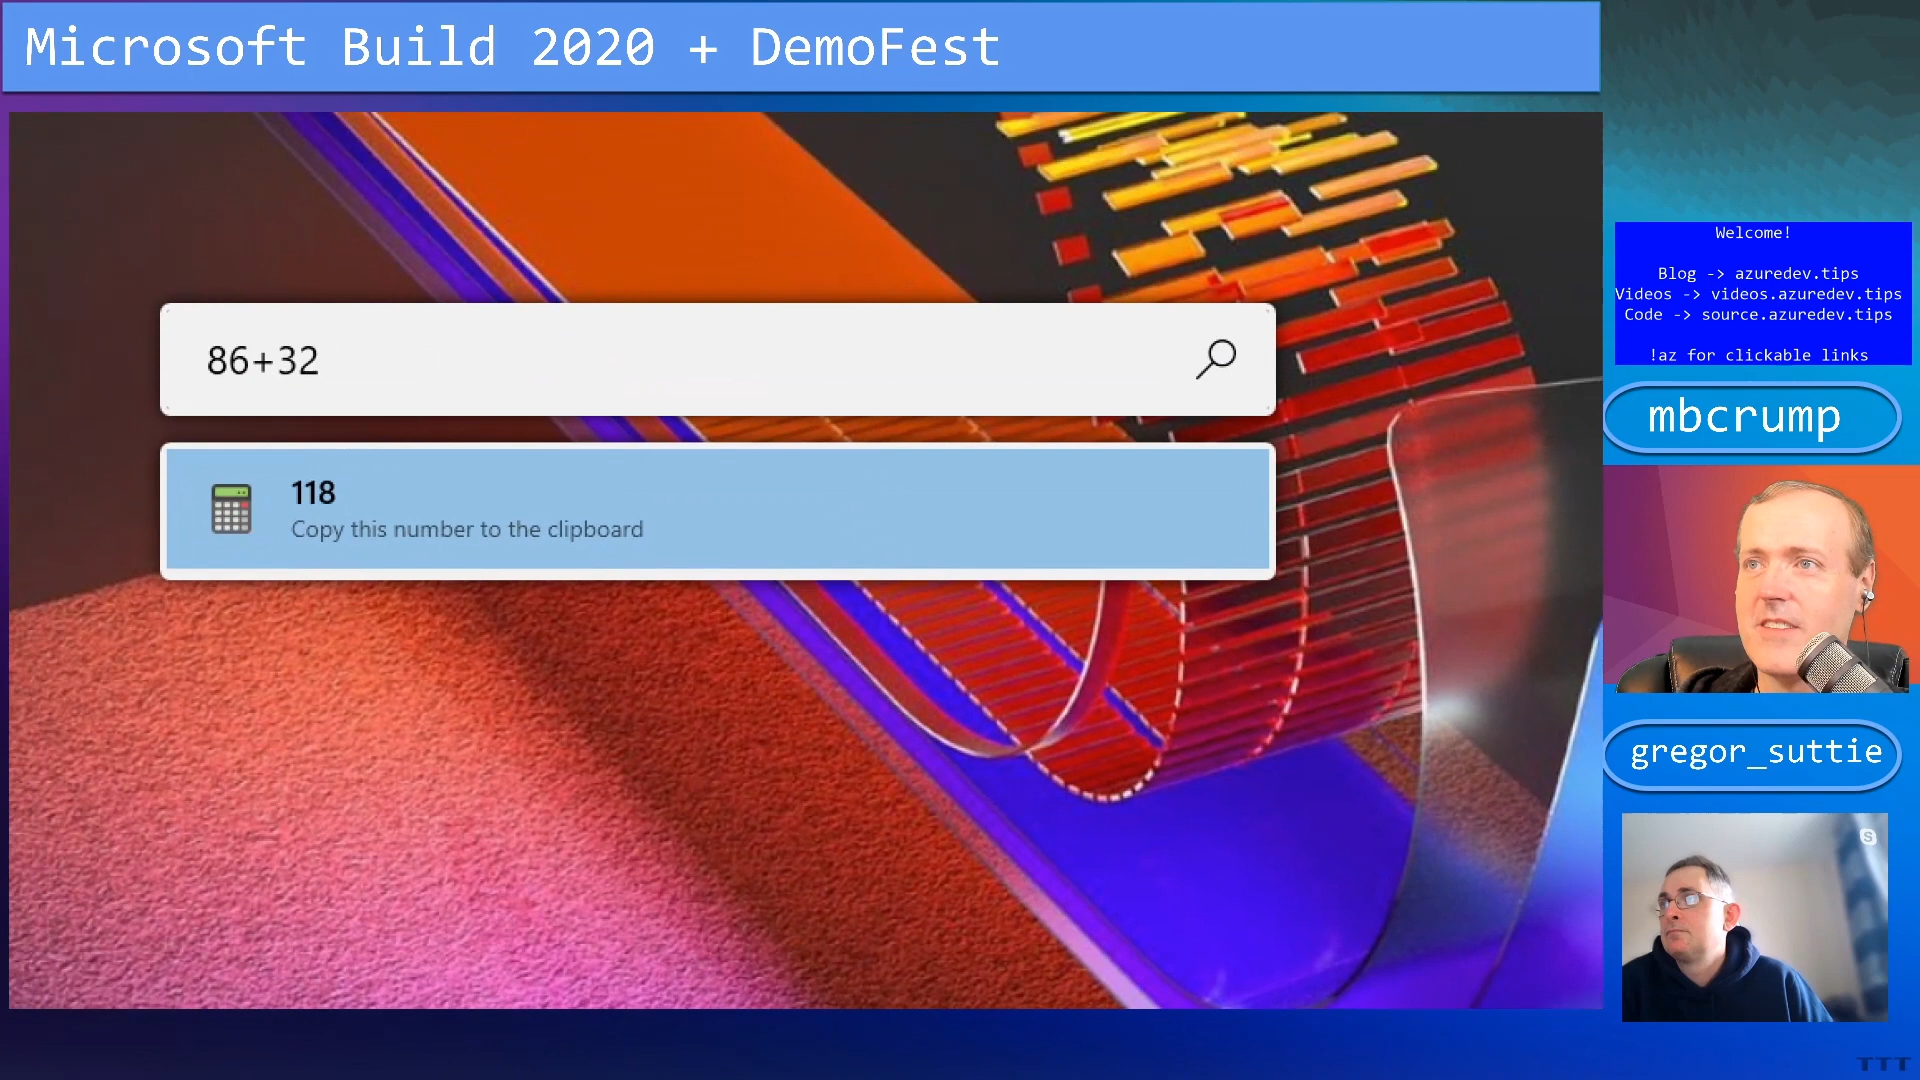 Microsoft Build 2020 + DemoFest
86+32
118
Copy this number to the clipboard
Welcome!
Blog -> azuredev.tips
Videos -> videos.azuredev.tips
Code -> source.azuredev.tips
!az for clickable links
mbcrump
gregor_suttie
S
TTT